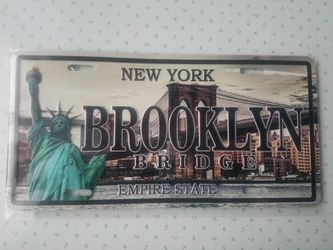 NEW YORK
BROOKLYN
BRIDGE
EMPIRE STATE